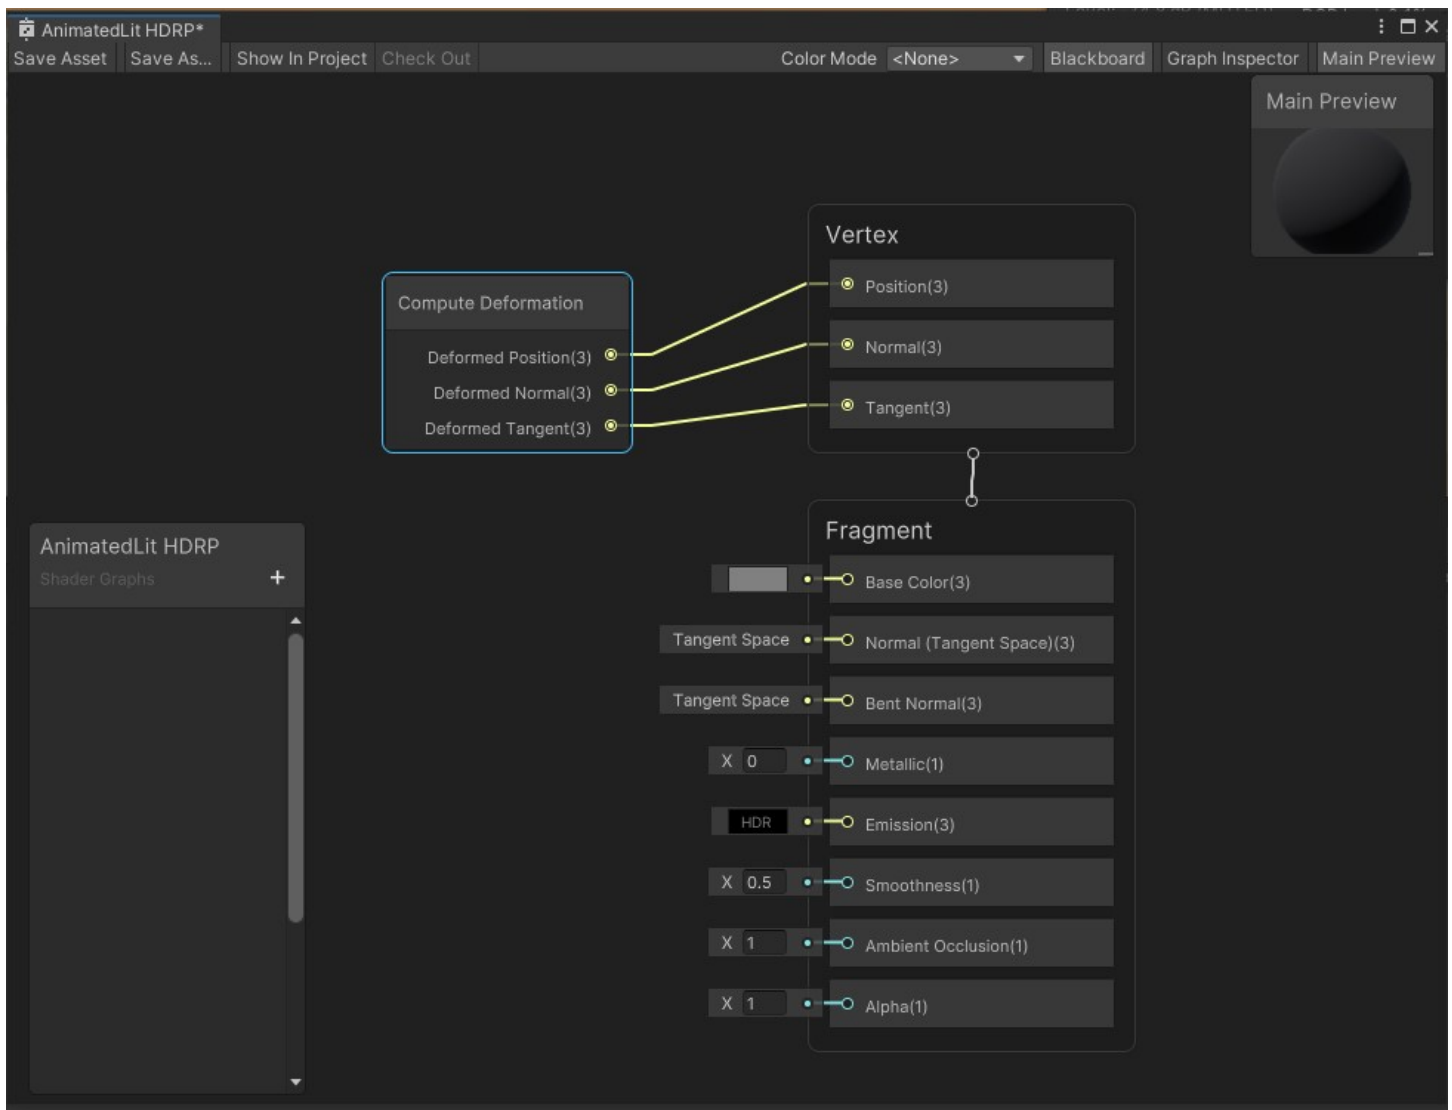 AnimatedLit HDRP*
Save Asset Save As... Show In Project Check Out Color Mode <None> Blackboard Graph Inspector Main Preview
Main Preview
Vertex
Position(3)
Normal(3)
Tangent(3)
Compute Deformation
Deformed Position(3)
Deformed Normal(3)
Deformed Tangent(3)
AnimatedLit HDRP
Shader Graphs +
Fragment
Base Color(3)
Tangent Space Normal (Tangent Space)(3)
Tangent Space Bent Normal(3)
X 0 Metallic(1)
HDR Emission(3)
X 0.5 Smoothness(1)
X 1 Ambient Occlusion(1)
X 1 Alpha(1)